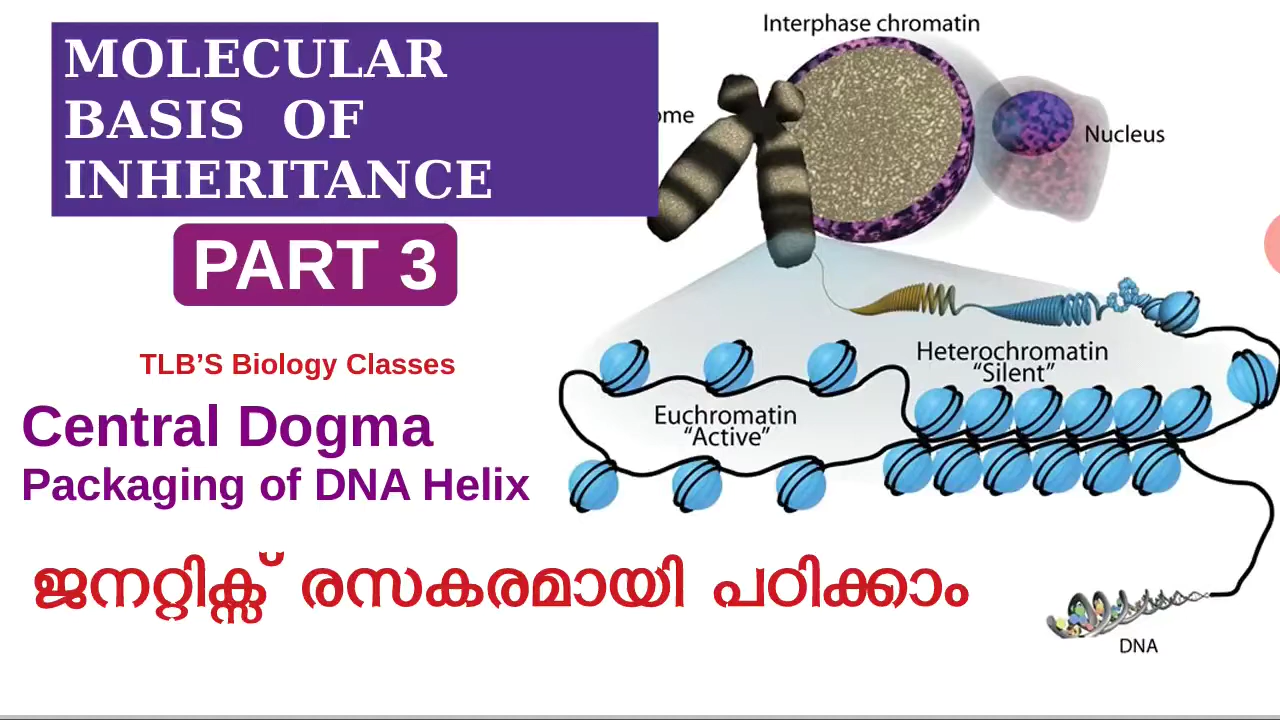 MOLECULAR
BASIS OF
INHERITANCE
PART 3
TLB'S Biology Classes
Central Dogma
Packaging of DNA Helix
ജനറ്റിക്സ് രസകരമായി പഠിക്കാം
Interphase chromatin
ome
Nucleus
Heterochromatin
“Silent”
Euchromatin
“Active”
DNA